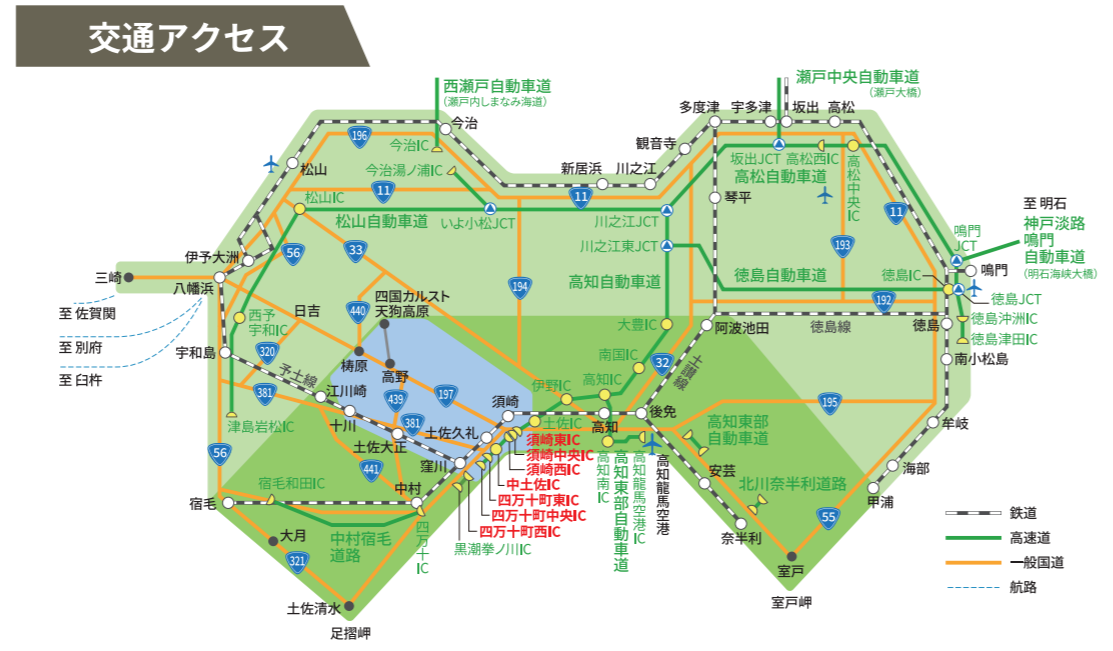 交通アクセス
西瀬戸自動車道
(瀬戸内しまなみ海道)
瀬戸中央自動車道
(瀬戸大橋)
多度津
宇多津
坂出
高松
今治
196
今治IC
観音寺
松山
今治湯ノ浦IC
新居浜
川之江
坂出JCT
高松西IC
高松中央IC
高松自動車道
松山IC
11
11
琴平
11
松山自動車道
いよ小松JCT
川之江JCT
至 明石
神戸淡路
鳴門
自動車道
(明石海峡大橋)
鳴門
JCT
56
33
川之江東JCT
193
伊予大洲
三崎
八幡浜
高知自動車道
徳島自動車道
徳島IC
鳴門
194
192
徳島JCT
至 佐賀関
日吉
440
四国カルスト
天狗高原
西予
宇和IC
大豊IC
阿波池田
徳島線
徳島
徳島沖洲IC
徳島津田IC
至 別府
宇和島
320
梼原
高野
南国IC
32
土讃線
南小松島
至 臼杵
予土線
381
江川崎
439
197
伊野IC
高知IC
195
津島岩松IC
十川
381
須崎
土佐IC
高知
後免
高知東部
自動車道
牟岐
土佐大正
土佐久礼
須崎東IC
須崎中央IC
須崎西IC
56
441
窪川
中土佐IC
高知南IC
高知東部自動車道
高知龍馬空港IC
高知龍馬空港
安芸
海部
宿毛和田IC
中村
四万十町東IC
北川奈半利道路
甲浦
宿毛
四万十町中央IC
四万十町西IC
55
大月
中村宿毛
道路
四万十IC
黒潮拳ノ川IC
奈半利
321
室戸
土佐清水
室戸岬
足摺岬
鉄道
高速道
一般国道
航路